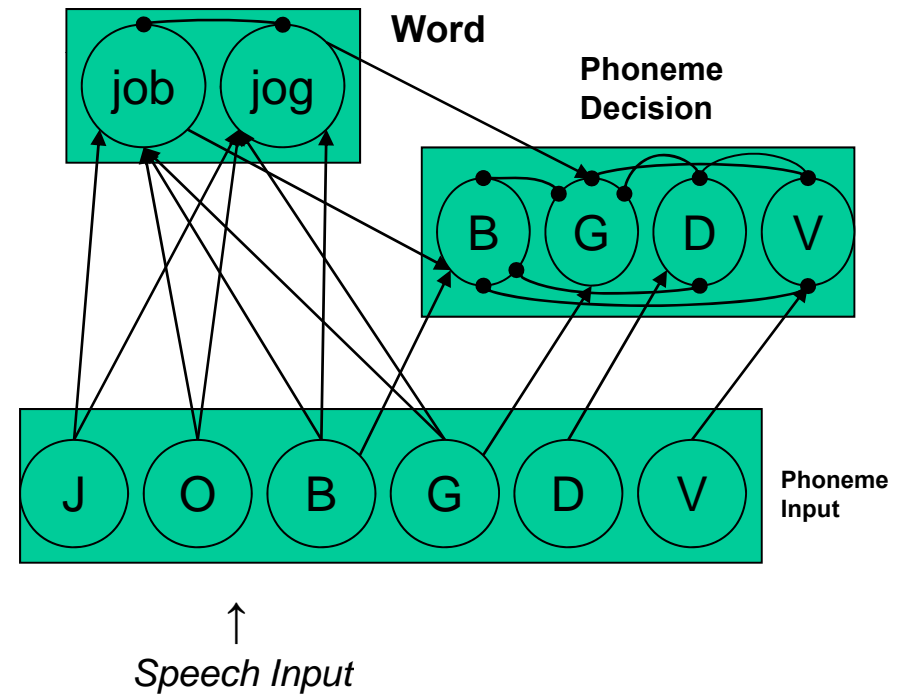 Word
job jog
Phoneme
Decision
B G D V
J O B G D V
Phoneme
Input
↑
Speech Input